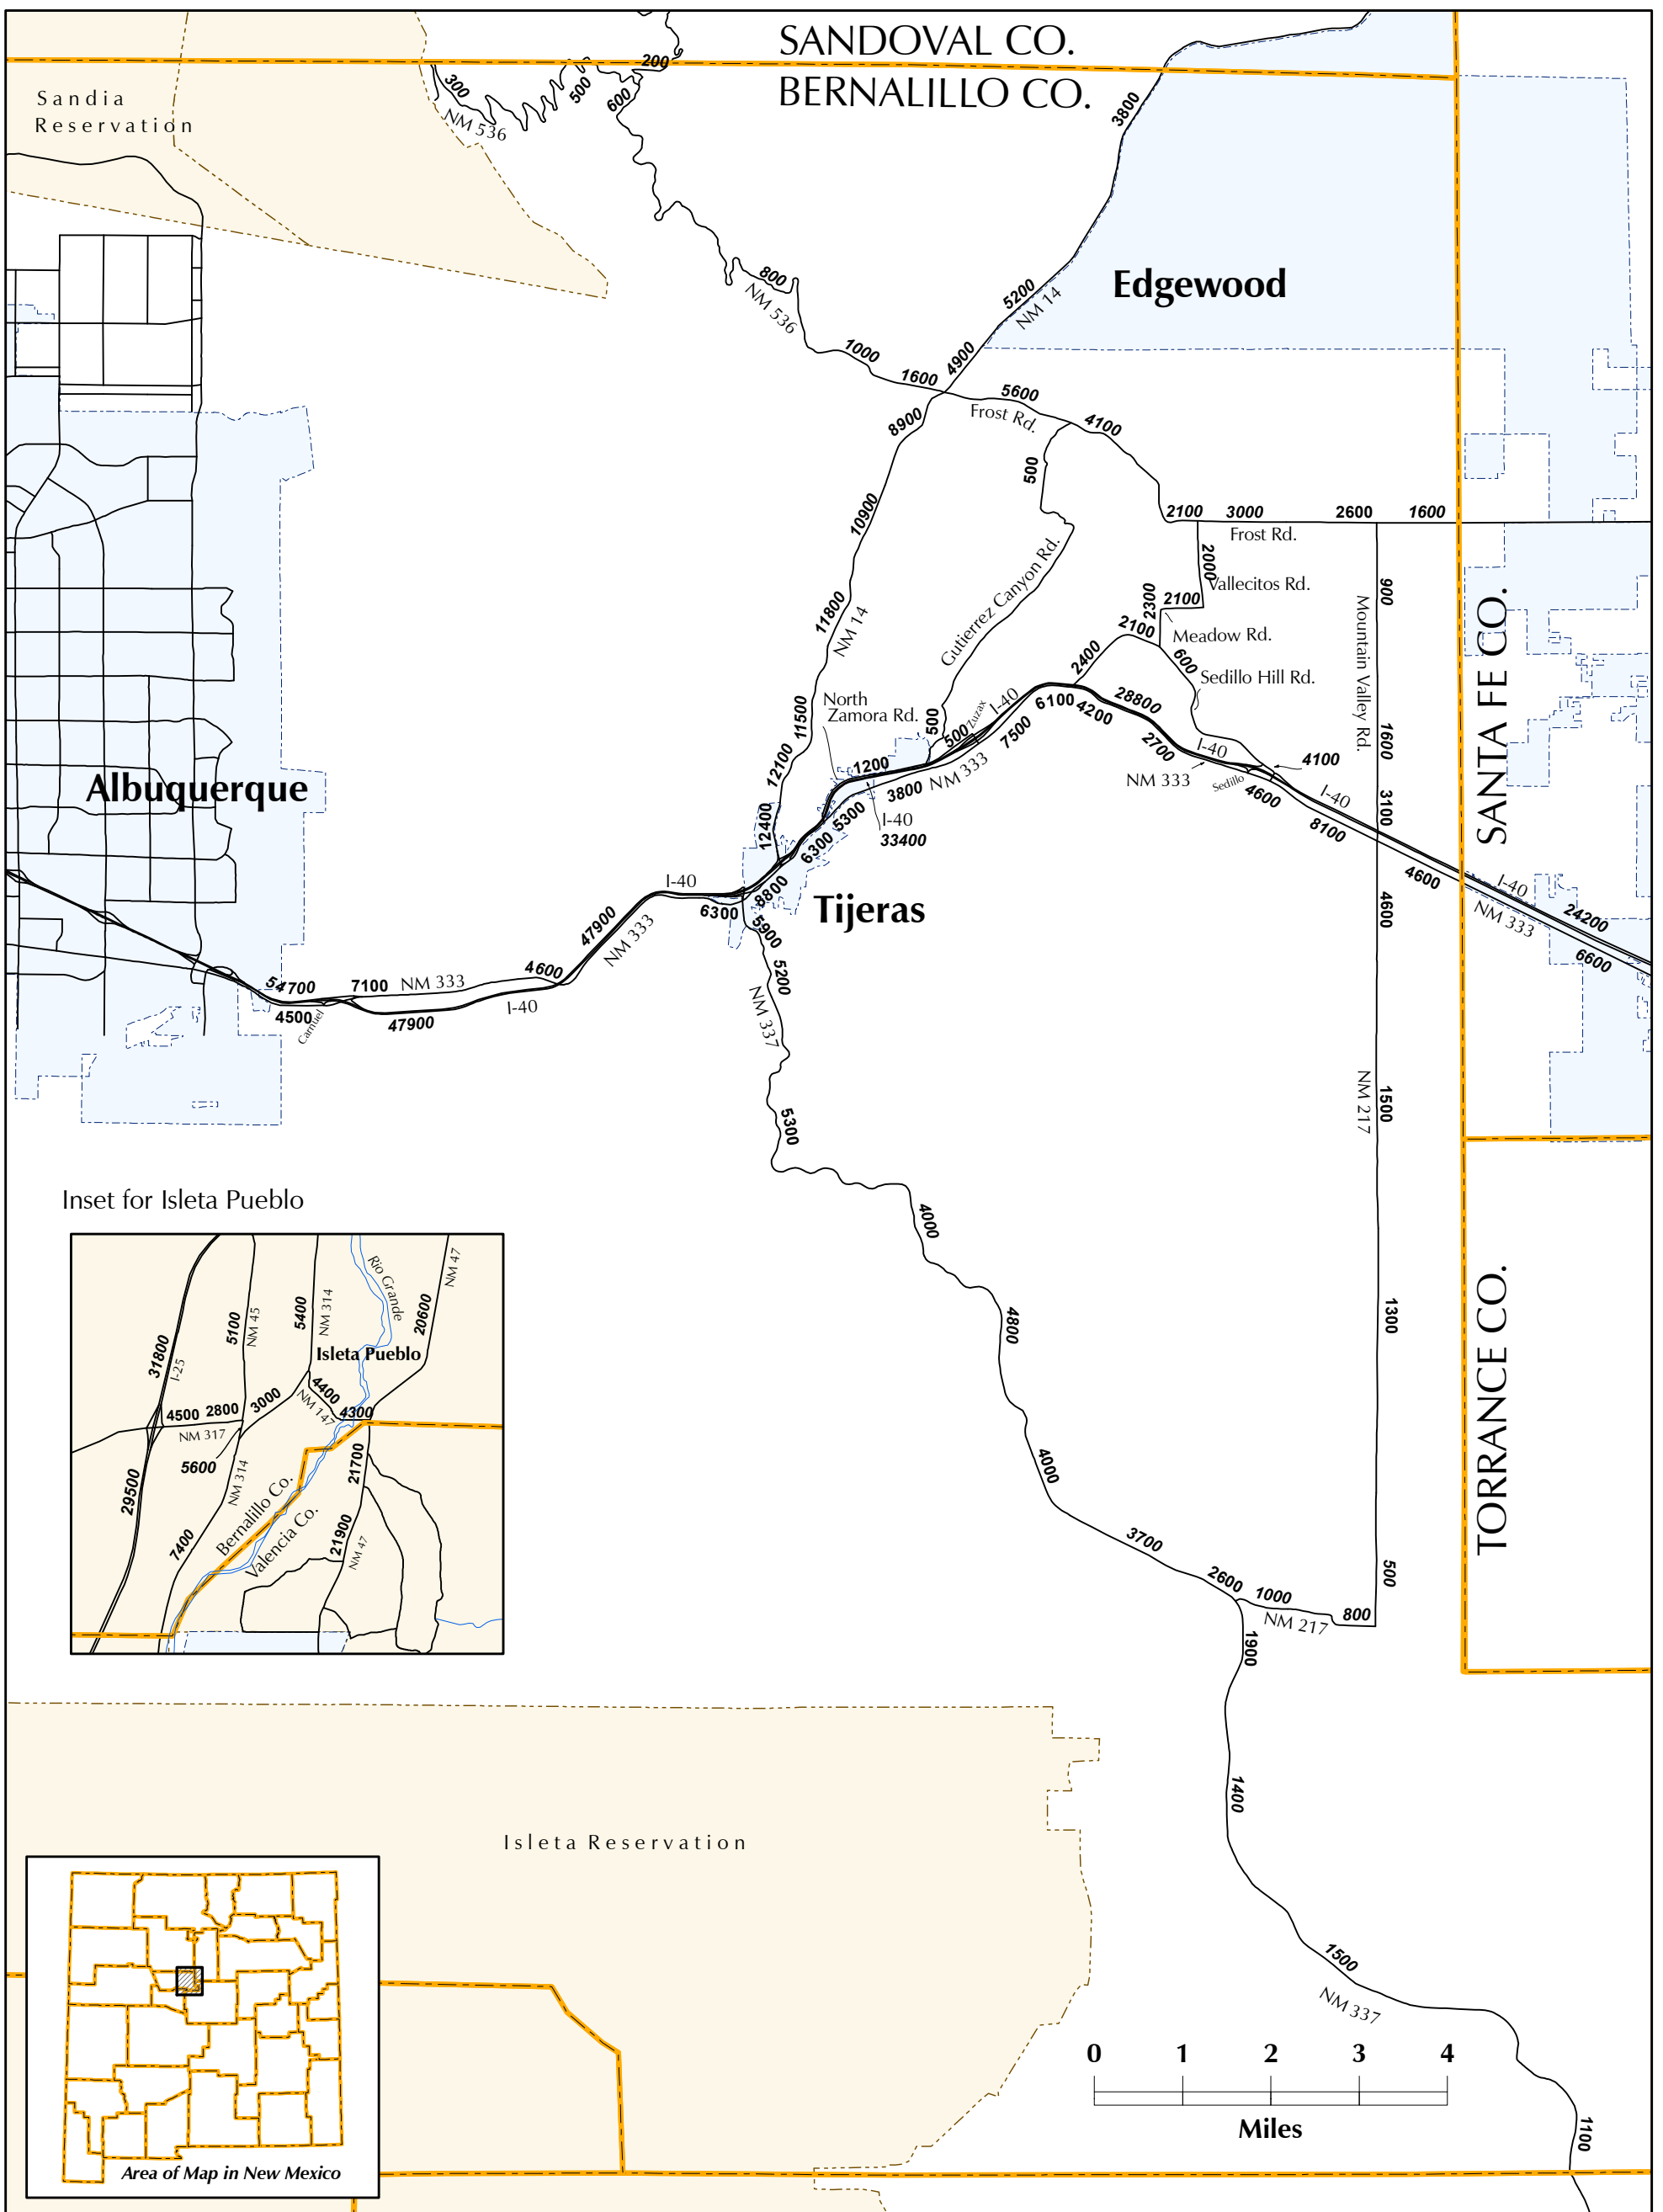 SANDOVAL CO.
BERNALILLO CO.
200
300
500
600
NM 536
Sandia
Reservation
3800
800
NM 536
5200
NM 14
Edgewood
1000
1600
4900
5600
Frost Rd.
4100
8900
500
10900
2100
3000
2600
1600
Frost Rd.
2000
Vallecitos Rd.
900
11800
NM 14
Gutierrez Canyon Rd.
2300
2100
Meadow Rd.
2100
2400
600
Sedillo Hill Rd.
Mountain Valley Rd.
SANTA FE CO.
North
Zamora Rd.
11500
12100
12400
500
500
Zuzax
I-40
7500
6100
4200
28800
2700
I-40
NM 333
Sedillo
4100
4600
1600
3100
I-40
8100
Albuquerque
1200
3800
NM 333
5300
6300
I-40
33400
8800
Tijeras
I-40
6300
5900
47900
NM 333
4600
4600
4600
I-40
NM 333
24200
6600
54700
4500
Carnuel
7100
NM 333
47900
I-40
5200
NM 337
5300
NM 217
1500
Inset for Isleta Pueblo
4000
4800
1300
TORRANCE CO.
Rio Grande
NM 47
20600
5100
NM 45
5400
NM 314
31800
I-25
Isleta Pueblo
4500
2800
3000
4400
NM 147
4300
NM 317
5600
NM 314
21700
29500
7400
Bernalillo Co.
Valencia Co.
21900
NM 47
4000
3700
2600
1000
NM 217
800
500
1900
1400
Isleta Reservation
1500
NM 337
0 1 2 3 4
Miles
1100
Area of Map in New Mexico